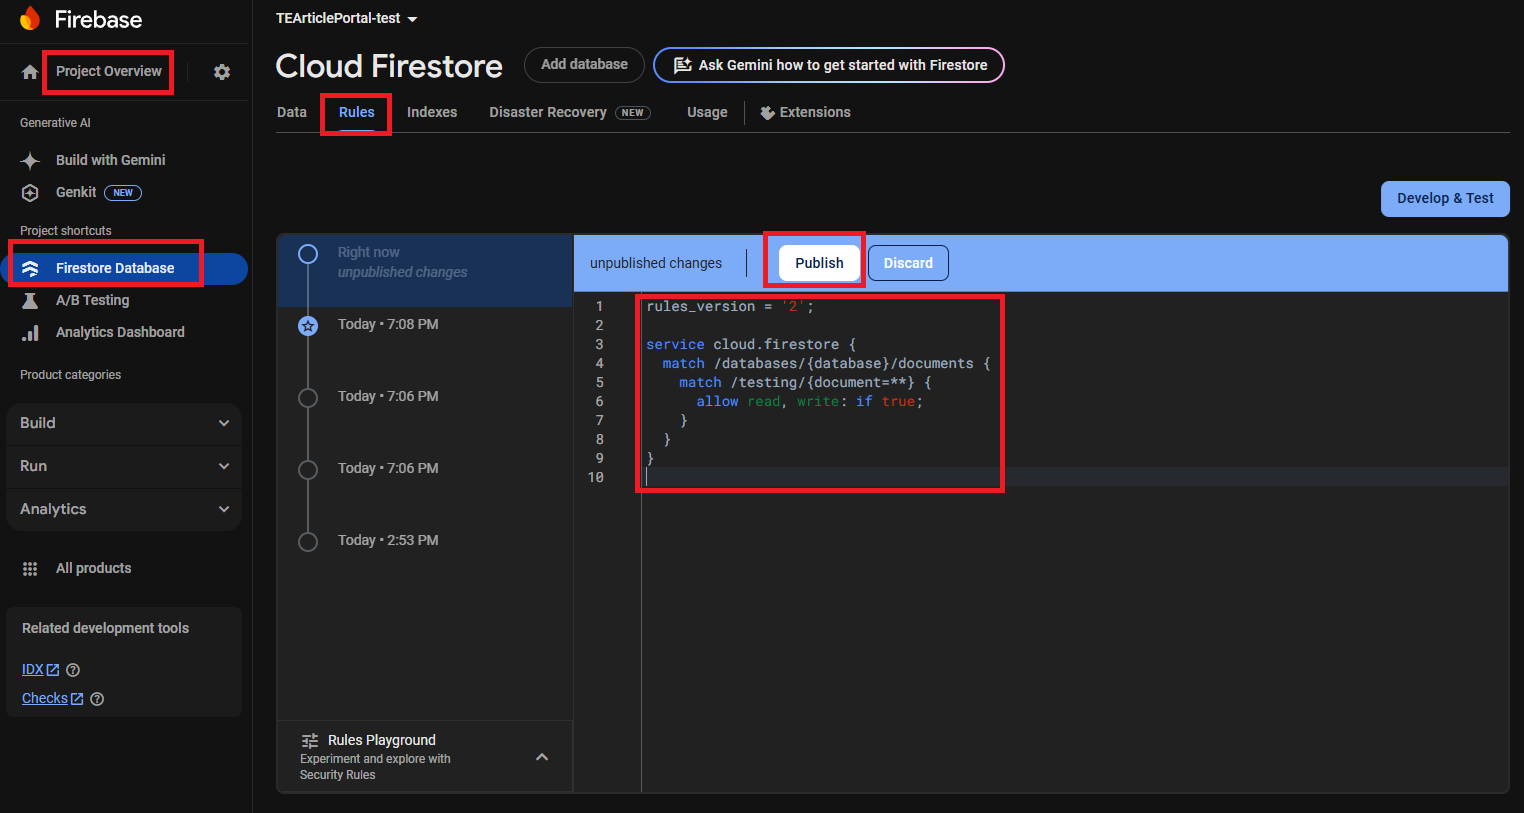 Firebase
Project Overview
Generative AI
Build with Gemini
Genkit NEW
Project shortcuts
Firestore Database
A/B Testing
Analytics Dashboard
Product categories
Build
Run
Analytics
All products
Related development tools
IDX
Checks
TEArticlePortal-test
Cloud Firestore
Add database
Ask Gemini how to get started with Firestore
Data Rules Indexes Disaster Recovery NEW Usage Extensions
Develop & Test
Right now
unpublished changes
Today • 7:08 PM
Today • 7:06 PM
Today • 7:06 PM
Today • 2:53 PM
Rules Playground
Experiment and explore with
Security Rules
unpublished changes Publish Discard
1 rules_version = '2';
2
3 service cloud.firestore {
4 match /databases/{database}/documents {
5 match /testing/{document=**} {
6 allow read, write: if true;
7 }
8 }
9 }
10